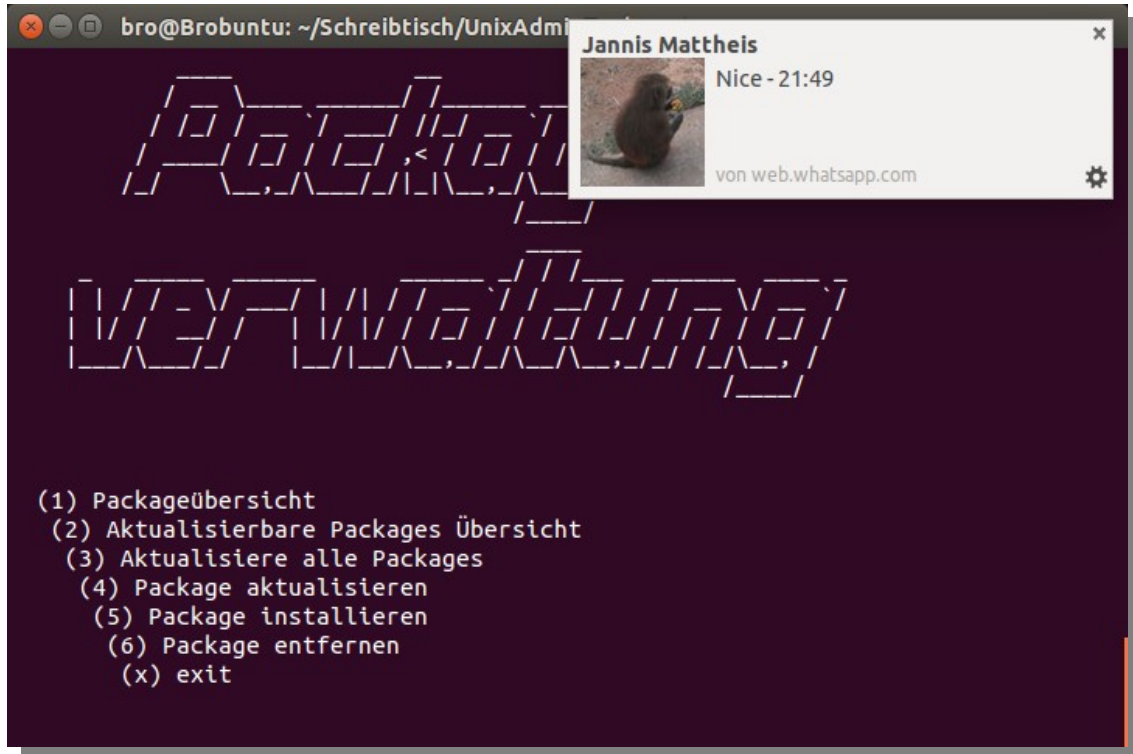 bro@Brobuntu: ~/Schreibtisch/UnixAdmi
Jannis Mattheis
Nice - 21:49
von web.whatsapp.com
Packag
verwaltung
(1) Packageübersicht
(2) Aktualisierbare Packages Übersicht
(3) Aktualisiere alle Packages
(4) Package aktualisieren
(5) Package installieren
(6) Package entfernen
(x) exit